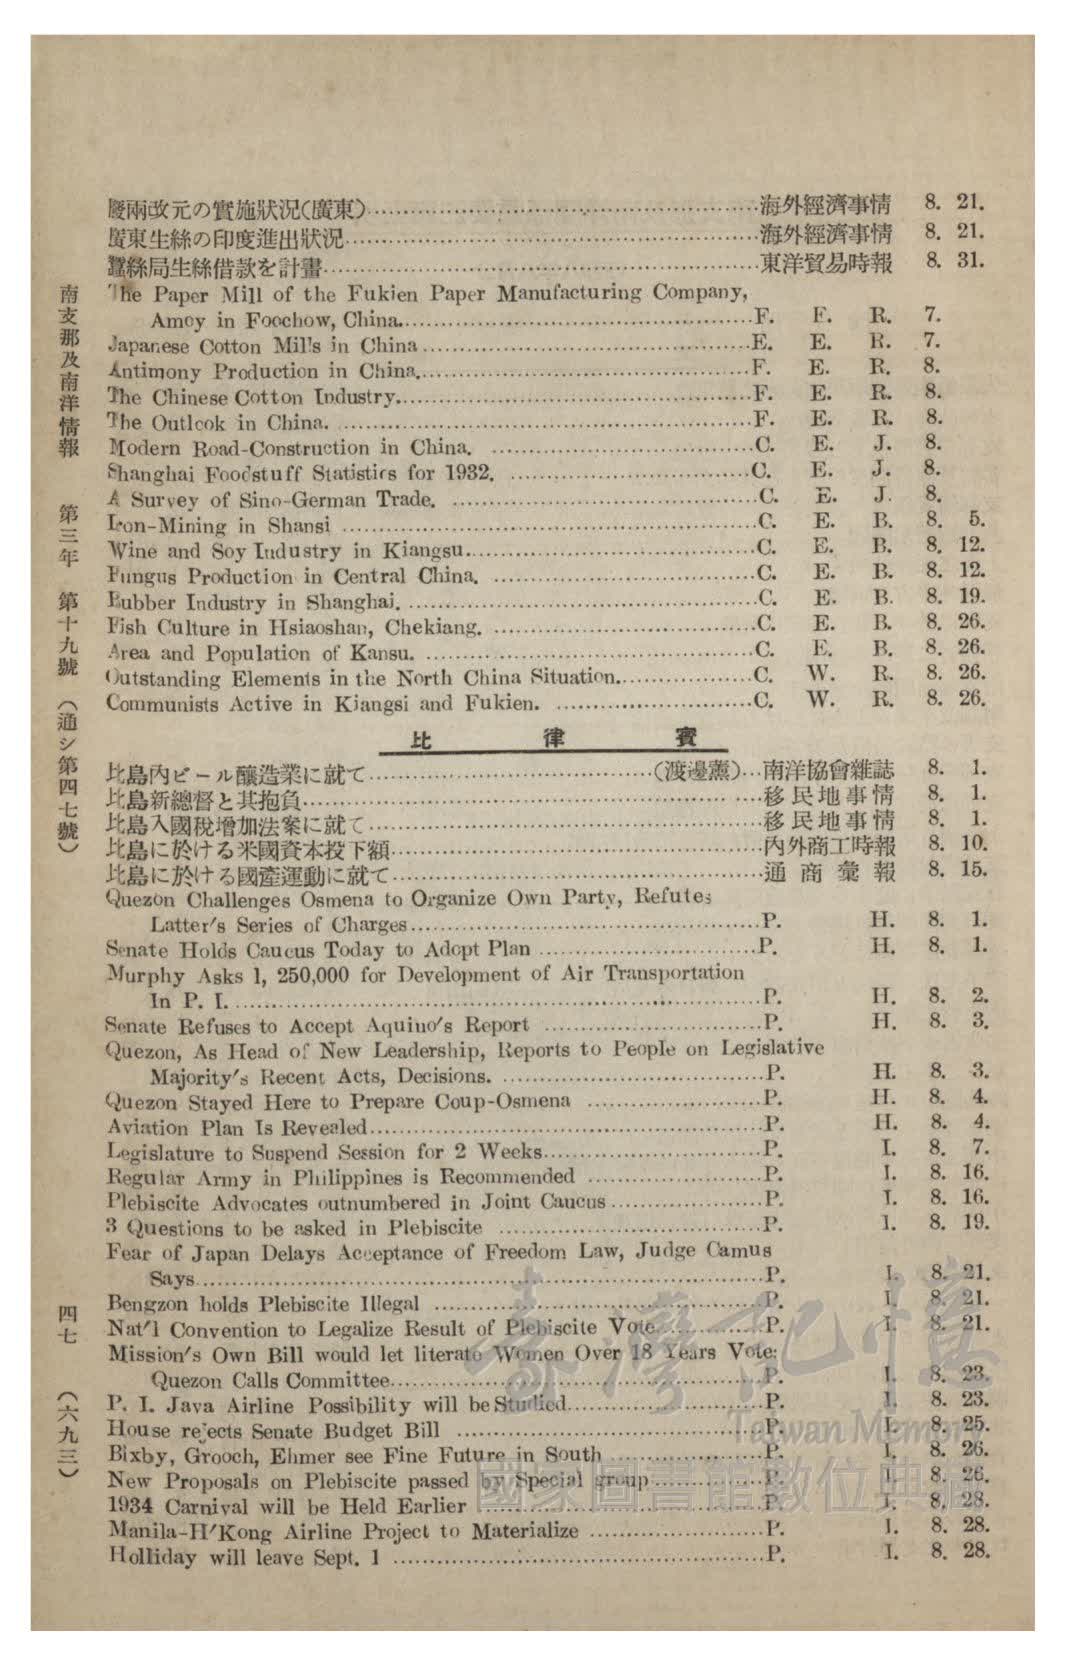 廢兩改元の實施狀況(廣東)……海外經濟事情 8. 21.
廣東生絲の印度進出狀況……海外經濟事情 8. 21.
蠶絲局生絲借款を計畫……東洋貿易時報 8. 31.
The Paper Mill of the Fukien Paper Manufacturing Company,
Amoy in Foochow, China……F. E. R. 7.
Japanese Cotton Mills in China……E. E. R. 7.
Antimony Production in China……F. E. R. 8.
The Chinese Cotton Industry……F. E. R. 8.
The Outlook in China. ……F. E. R. 8.
Modern Road-Construction in China. ……C. E. J. 8.
Shanghai Foodstuff Statistics for 1932. ……C. E. J. 8.
A Survey of Sino-German Trade. ……C. E. J. 8.
Iron-Mining in Shansi ……C. E. B. 8. 5.
Wine and Soy Industry in Kiangsu……C. E. B. 8. 12.
Fungus Production in Central China. ……C. E. B. 8. 12.
Rubber Industry in Shanghai. ……C. E. B. 8. 19.
Fish Culture in Hsiaoshan, Chekiang. ……C. E. B. 8. 26.
Area and Population of Kansu. ……C. E. B. 8. 26.
Outstanding Elements in the North China Situation……C. W. R. 8. 26.
Communists Active in Kiangsi and Fukien. ……C. W. R. 8. 26.
比律賓
比島內ビール釀造業に就て……(渡邊薰)…南洋協會雜誌 8. 1.
比島新總督と其抱負……移民地事情 8. 1.
比島入國稅增加法案に就て……移民地事情 8. 1.
比島に於ける米國資本投下額……內外商工時報 8. 10.
比島に於ける國產運動に就て……通商彙報 8. 15.
Quezon Challenges Osmena to Organize Own Party, Refutes
Latter's Series of Charges……P. H. 8. 1.
Senate Holds Caucus Today to Adopt Plan ……P. H. 8. 1.
Murphy Asks 1, 250,000 for Development of Air Transportation
In P. I. ……P. H. 8. 2.
Senate Refuses to Accept Aquino's Report ……P. H. 8. 3.
Quezon, As Head of New Leadership, Reports to People on Legislative
Majority's Recent Acts, Decisions. ……P. H. 8. 3.
Quezon Stayed Here to Prepare Coup-Osmena ……P. H. 8. 4.
Aviation Plan Is Revealed……P. H. 8. 4.
Legislature to Suspend Session for 2 Weeks……P. I. 8. 7.
Regular Army in Philippines is Recommended ……P. I. 8. 16.
Plebiscite Advocates outnumbered in Joint Caucus……P. I. 8. 16.
3 Questions to be asked in Plebiscite ……P. I. 8. 19.
Fear of Japan Delays Acceptance of Freedom Law, Judge Camus
Says……P. I. 8. 21.
Bengzon holds Plebiscite Illegal ……P. I. 8. 21.
Nat'l Convention to Legalize Result of Plebiscite Vote……P. I. 8. 21.
Mission's Own Bill would let literate Women Over 18 Years Vote:
Quezon Calls Committee……P. I. 8. 23.
P. I. Java Airline Possibility will be Studied……P. I. 8. 23.
House rejects Senate Budget Bill ……P. I. 8. 25.
Bixby, Grooch, Ehmer see Fine Future in South ……P. I. 8. 26.
New Proposals on Plebiscite passed by Special group……P. I. 8. 26.
1934 Carnival will be Held Earlier ……P. I. 8. 28.
Manila-H'Kong Airline Project to Materialize ……P. I. 8. 28.
Holliday will leave Sept. 1 ……P. I. 8. 28.
南支那及南洋情報 第三年 第十九號 (通シ第四七號)
四七 (六九三)
臺灣記憶
Taiwan Memory
國家圖書館數位典藏